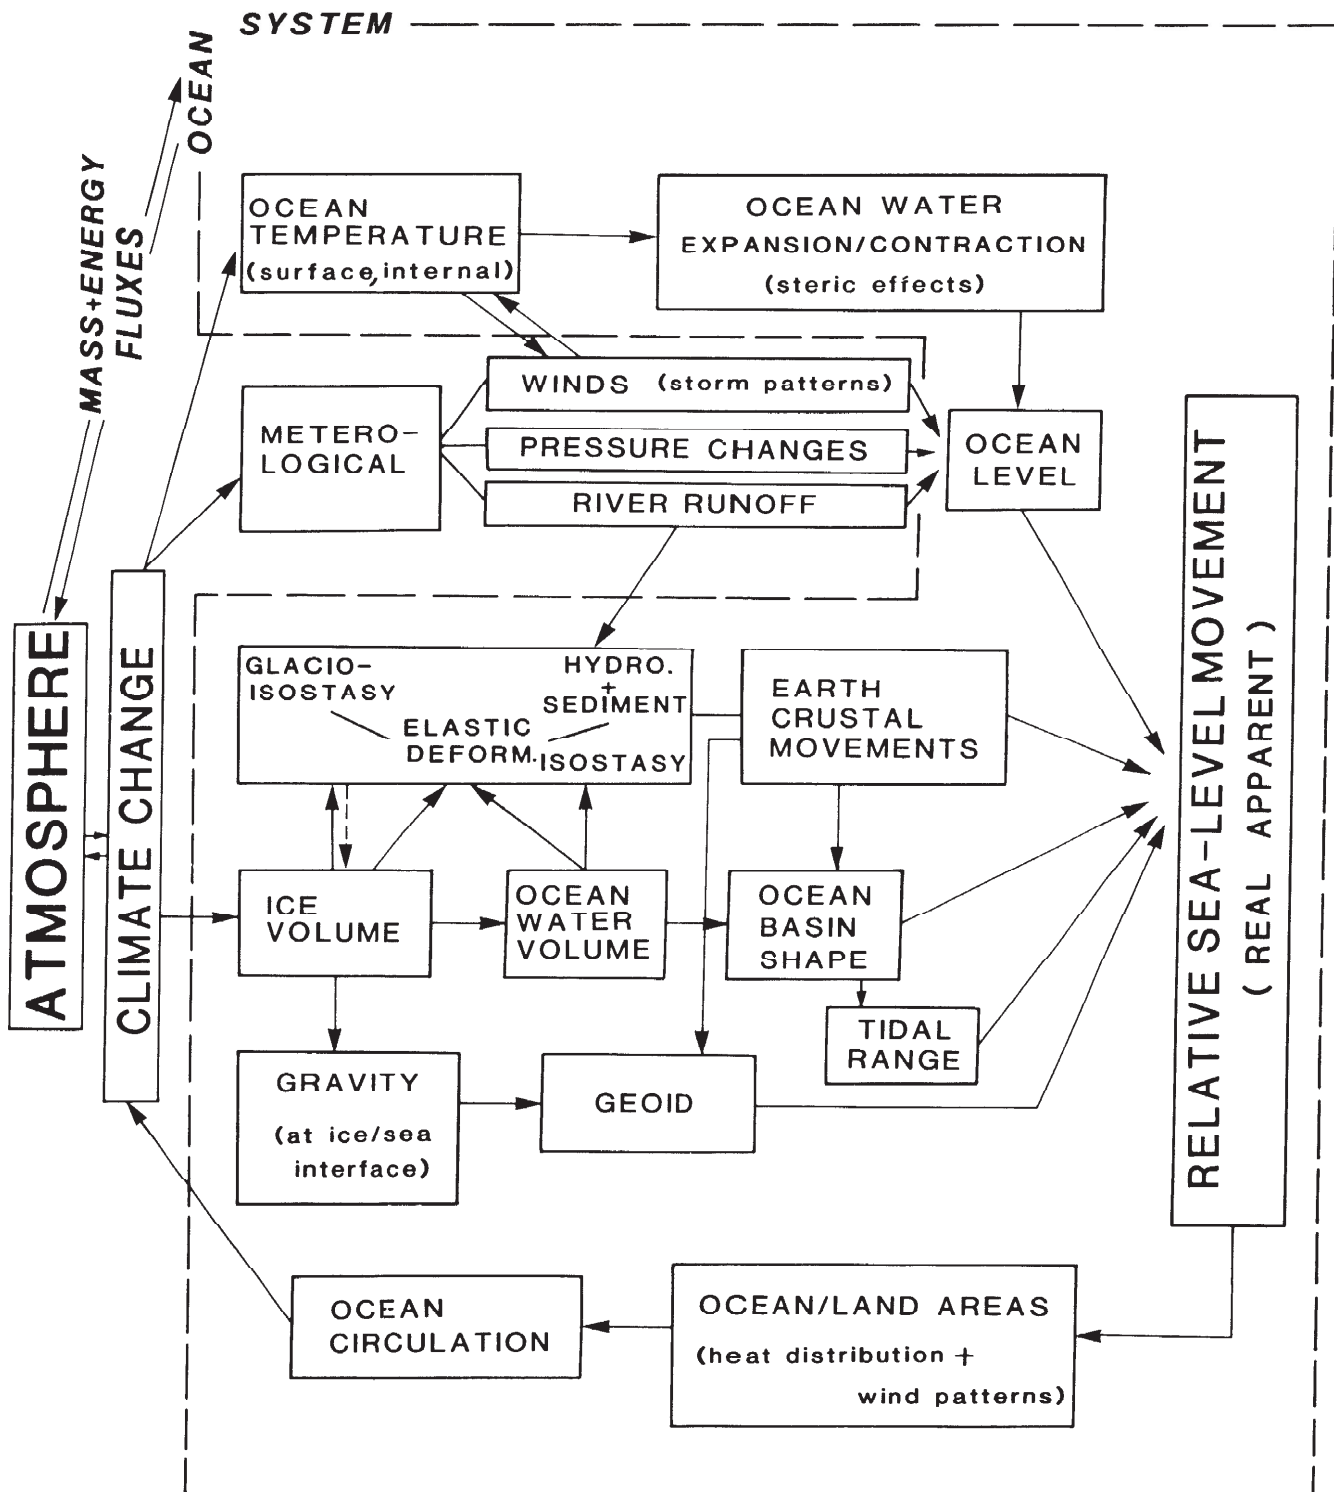 SYSTEM
OCEAN
MASS+ENERGY
FLUXES
OCEAN
TEMPERATURE
(surface, internal)
OCEAN WATER
EXPANSION/CONTRACTION
(steric effects)
METERO-
LOGICAL
WINDS (storm patterns)
PRESSURE CHANGES
RIVER RUNOFF
OCEAN
LEVEL
ATMOSPHERE
CLIMATE CHANGE
GLACIO-
ISOSTASY
ELASTIC
DEFORM.
HYDRO.
+
SEDIMENT
ISOSTASY
EARTH
CRUSTAL
MOVEMENTS
ICE
VOLUME
OCEAN
WATER
VOLUME
OCEAN
BASIN
SHAPE
TIDAL
RANGE
GRAVITY
(at ice/sea
interface)
GEOID
RELATIVE SEA-LEVEL MOVEMENT
(REAL APPARENT)
OCEAN
CIRCULATION
OCEAN/LAND AREAS
(heat distribution +
wind patterns)